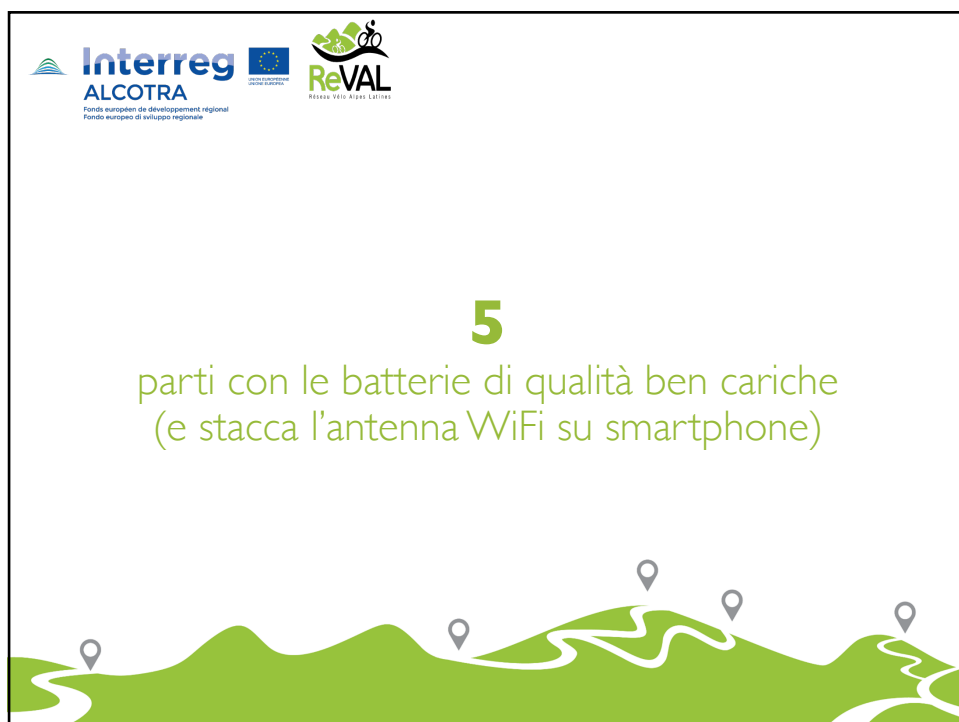 Interreg
ALCOTRA
Fonds européen de développement régional
Fondo europeo di sviluppo regionale
UNION EUROPÉENNE
UNIONE EUROPEA
ReVAL
Réseau Vélo Alpes Latines
5
parti con le batterie di qualità ben cariche
(e stacca l’antenna WiFi su smartphone)